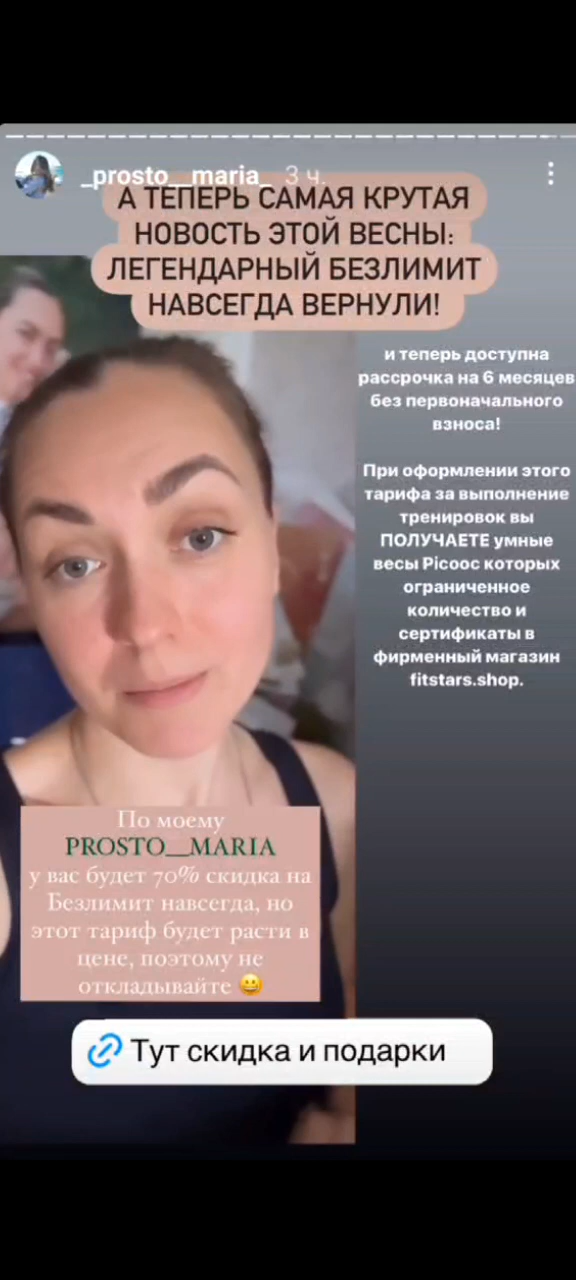 _prosto__maria_ 3 ч.
А ТЕПЕРЬ САМАЯ КРУТАЯ
НОВОСТЬ ЭТОЙ ВЕСНЫ:
ЛЕГЕНДАРНЫЙ БЕЗЛИМИТ
НАВСЕГДА ВЕРНУЛИ!
и теперь доступна
рассрочка на 6 месяцев
без первоначального
взноса!
При оформлении этого
тарифа за выполнение
тренировок вы
ПОЛУЧАЕТЕ умные
весы Picooc которых
ограниченное
количество и
сертификаты в
фирменный магазин
fitstars.shop.
По моему
PROSTO__MARIA
у вас будет 70% скидка на
Безлимит навсегда, но
этот тариф будет расти в
цене, поэтому не
откладывайте 😀
Тут скидка и подарки